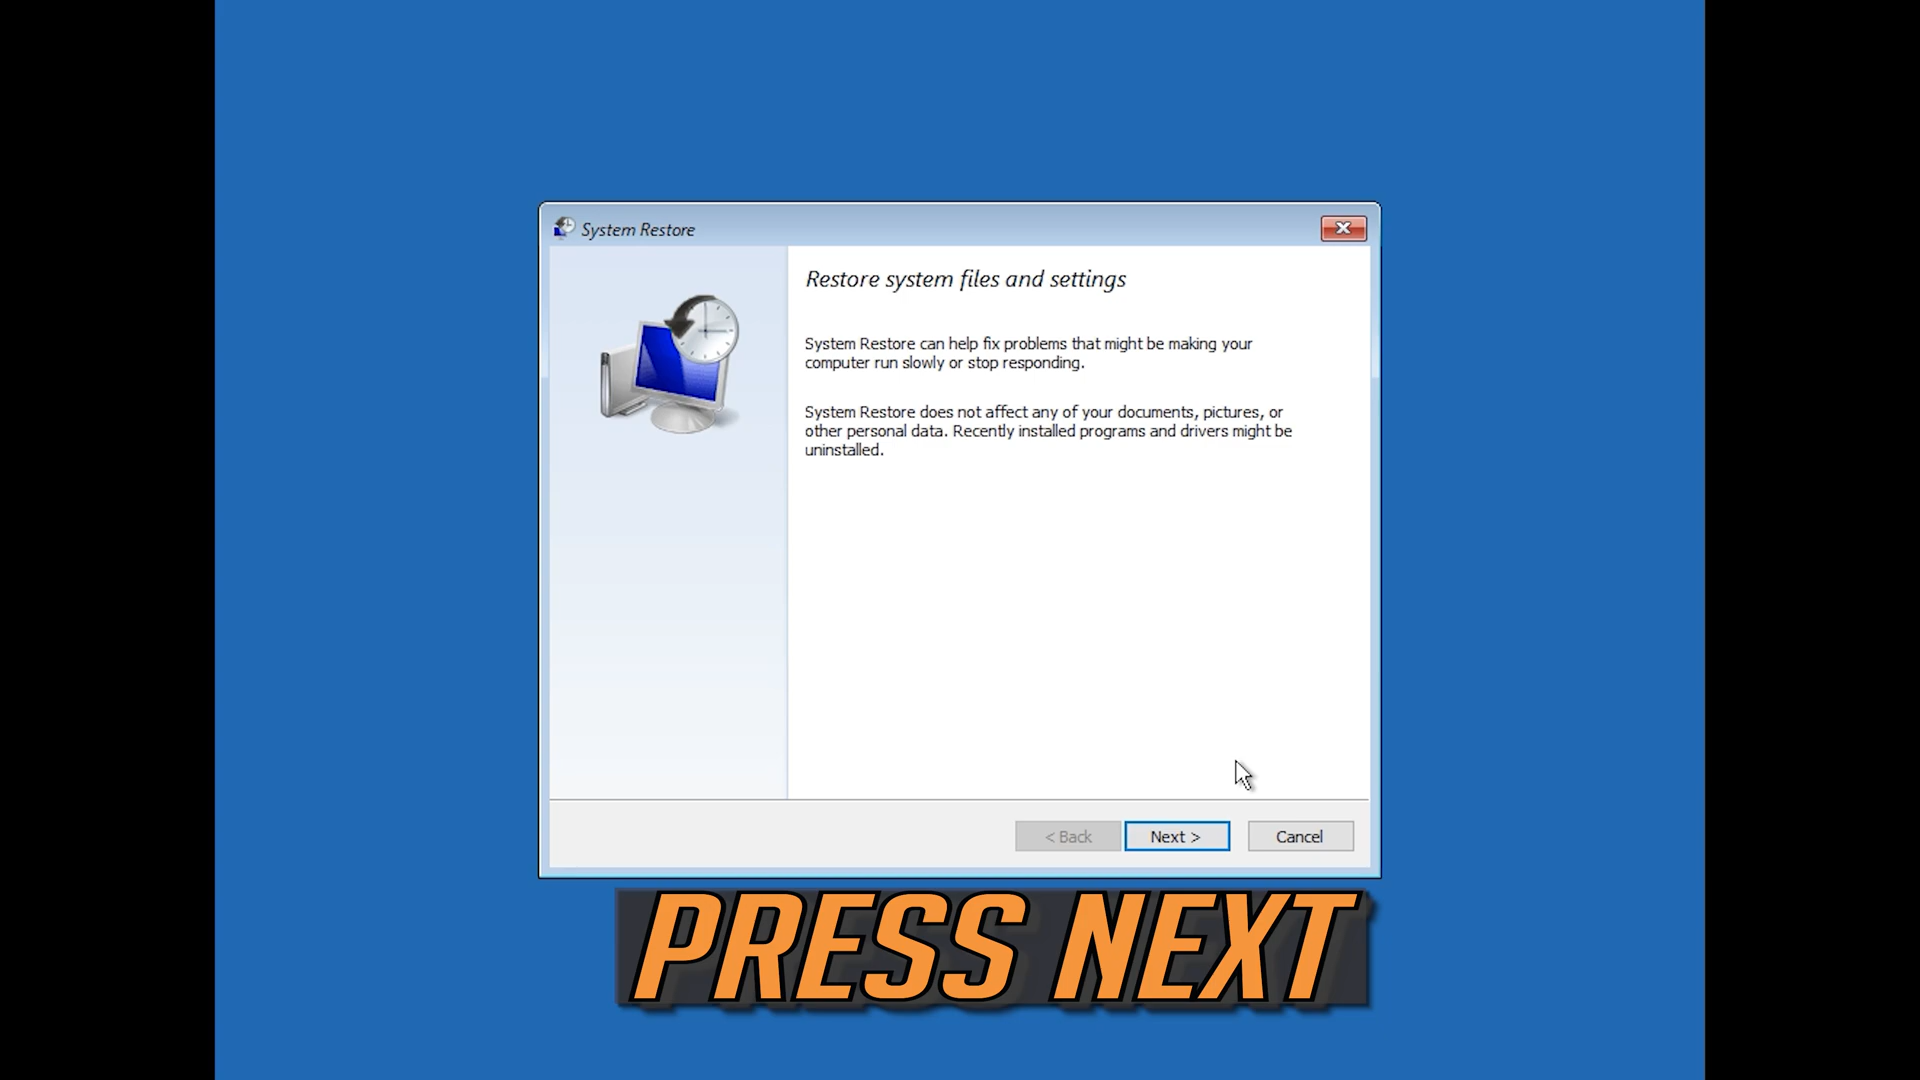 System Restore
Restore system files and settings
System Restore can help fix problems that might be making your
computer run slowly or stop responding.
System Restore does not affect any of your documents, pictures, or
other personal data. Recently installed programs and drivers might be
uninstalled.
< Back
Next >
Cancel
PRESS NEXT